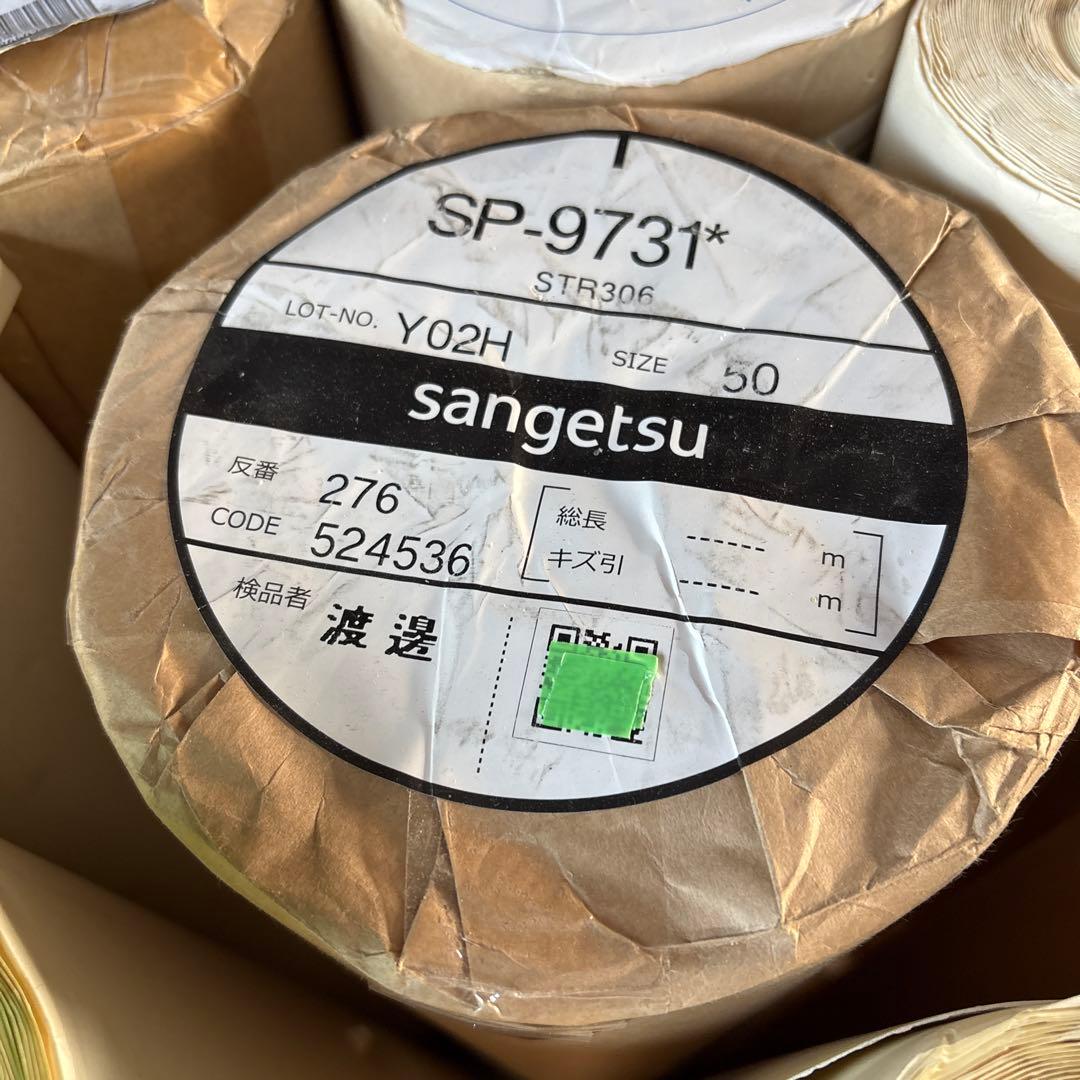 SP-9731*
STR306
LOT-NO. Y02H SIZE 50
sangetsu
反番 276
CODE 524536
総長 ------ m
キズ引 ------ m
検品者 渡邊